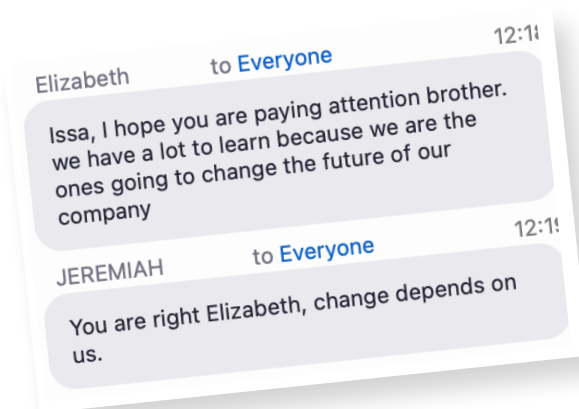 Elizabeth to Everyone
Issa, I hope you are paying attention brother.
we have a lot to learn because we are the
ones going to change the future of our
company
JEREMIAH to Everyone
You are right Elizabeth, change depends on
us.